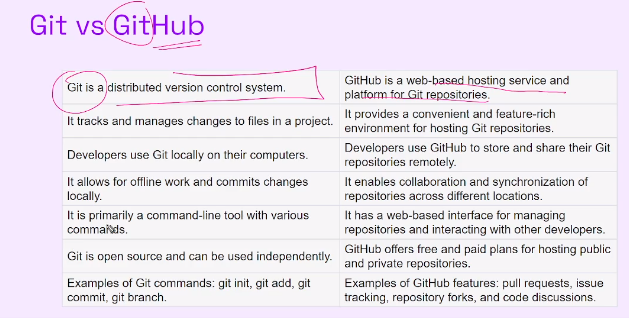 Git vs GitHub
Git is a distributed version control system.
GitHub is a web-based hosting service and
platform for Git repositories.
It tracks and manages changes to files in a project.
It provides a convenient and feature-rich
environment for hosting Git repositories.
Developers use Git locally on their computers.
Developers use GitHub to store and share their Git
repositories remotely.
It allows for offline work and commits changes
locally.
It enables collaboration and synchronization of
repositories across different locations.
It is primarily a command-line tool with various
commands.
It has a web-based interface for managing
repositories and interacting with other developers.
Git is open source and can be used independently.
GitHub offers free and paid plans for hosting public
and private repositories.
Examples of Git commands: git init, git add, git
commit, git branch.
Examples of GitHub features: pull requests, issue
tracking, repository forks, and code discussions.